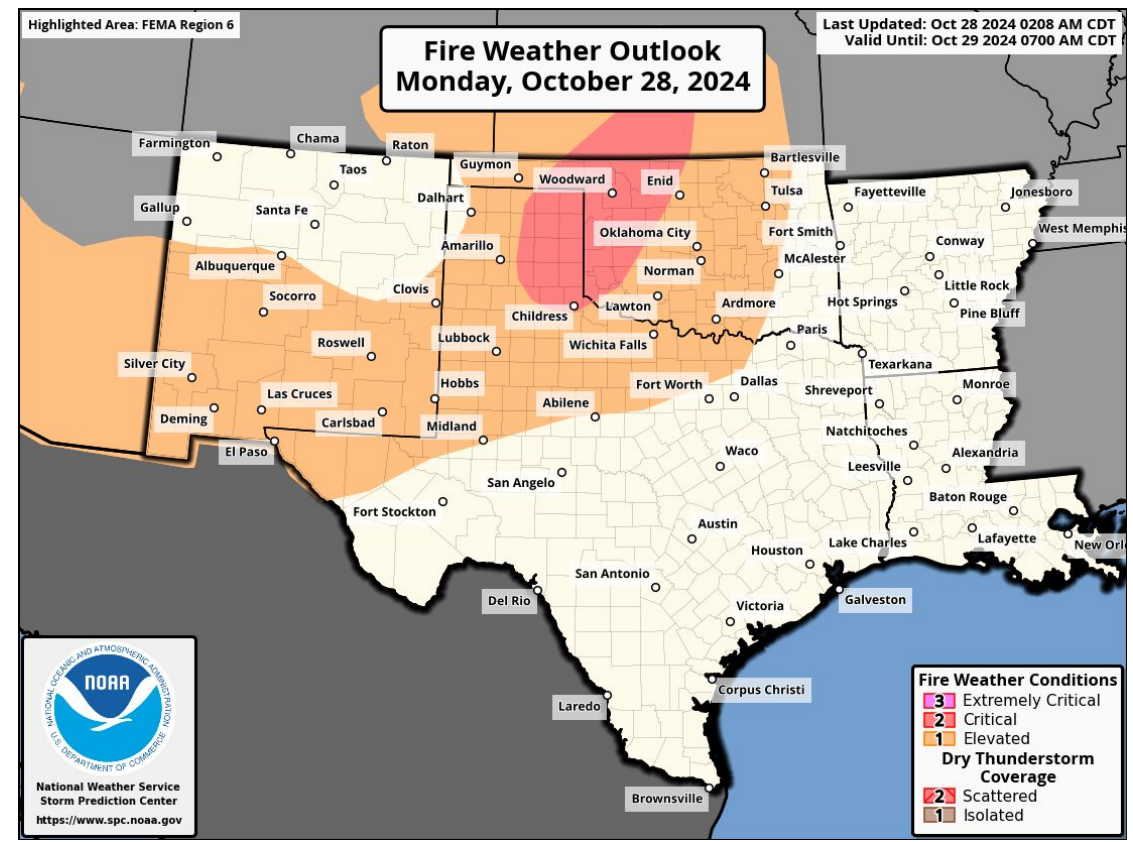 Highlighted Area: FEMA Region 6
Fire Weather Outlook
Monday, October 28, 2024
Last Updated: Oct 28 2024 0208 AM CDT
Valid Until: Oct 29 2024 0700 AM CDT
Farmington
Chama
Raton
Taos
Gallup
Santa Fe
Albuquerque
Socorro
Clovis
Roswell
Silver City
Las Cruces
Deming
Carlsbad
Hobbs
Guymon
Woodward
Enid
Bartlesville
Tulsa
Dalhart
Oklahoma City
Fort Smith
Amarillo
Norman
McAlester
Childress
Lawton
Ardmore
Lubbock
Wichita Falls
Paris
Fayetteville
Jonesboro
West Memphis
Conway
Little Rock
Hot Springs
Pine Bluff
Texarkana
Fort Worth
Dallas
Shreveport
Monroe
Abilene
Midland
El Paso
Natchitoches
Waco
Alexandria
San Angelo
Leesville
Fort Stockton
Baton Rouge
Austin
Lake Charles
Lafayette
New Orl
Houston
San Antonio
Del Rio
Galveston
Victoria
Laredo
Corpus Christi
Brownsville
NATIONAL OCEANIC AND ATMOSPHERIC ADMINISTRATION
NOAA
U.S. DEPARTMENT OF COMMERCE
National Weather Service
Storm Prediction Center
https://www.spc.noaa.gov
Fire Weather Conditions
3 Extremely Critical
2 Critical
1 Elevated
Dry Thunderstorm
Coverage
2 Scattered
1 Isolated